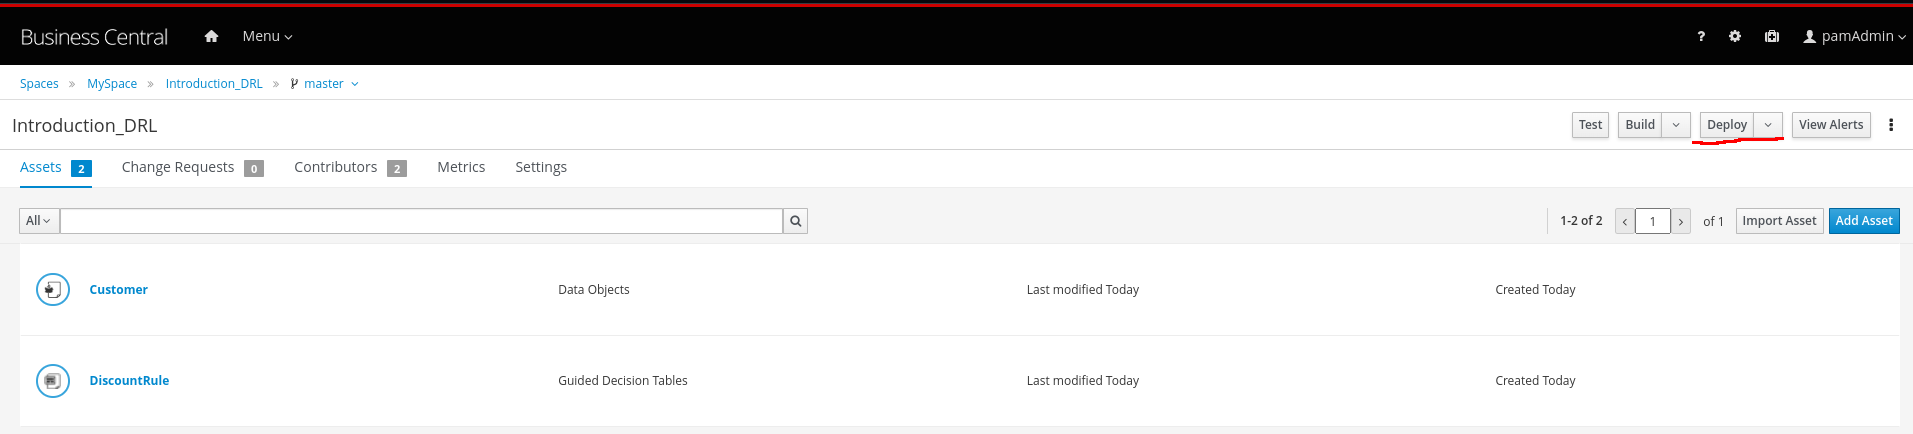 Business Central Menu ? pamAdmin
Spaces » MySpace » Introduction_DRL » master
Introduction_DRL Test Build Deploy View Alerts
Assets 2 Change Requests 0 Contributors 2 Metrics Settings
All 1-2 of 2 < 1 > of 1 Import Asset Add Asset
Customer Data Objects Last modified Today Created Today
DiscountRule Guided Decision Tables Last modified Today Created Today